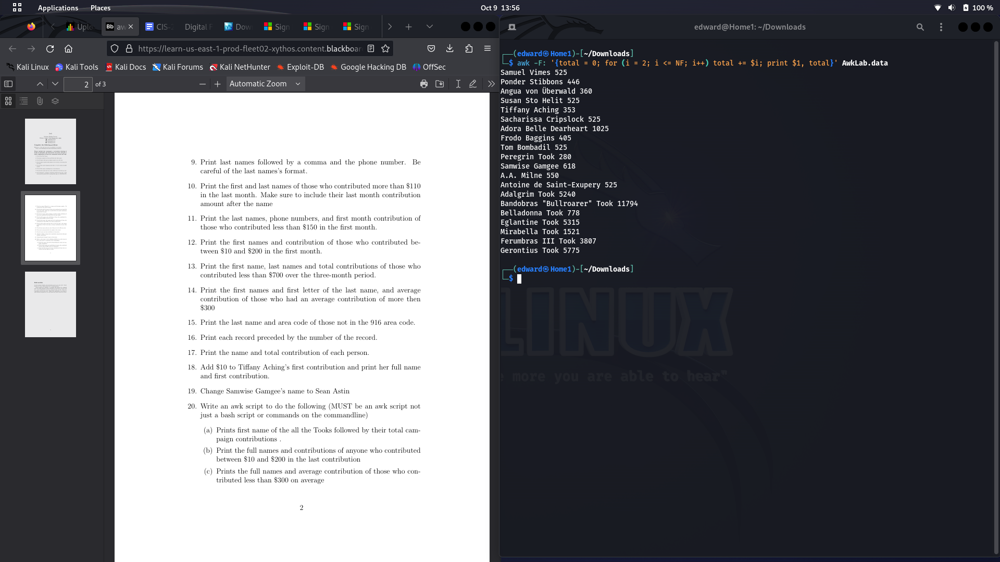 Applications Places
Oct 9 13:56
100 %
Uplo
Bb aw
CIS-
Digital F
Dow
Sign
Sign
Sign
edward@Home1: ~/Downloads
https://learn-us-east-1-prod-fleet02-xythos.content.blackboar
Kali Linux Kali Tools Kali Docs Kali Forums Kali NetHunter Exploit-DB Google Hacking DB OffSec
2 of 3
Automatic Zoom
9. Print last names followed by a comma and the phone number. Be
careful of the last names's format.
10. Print the first and last names of those who contributed more than $110
in the last month. Make sure to include their last month contribution
amount after the name
11. Print the last names, phone numbers, and first month contribution of
those who contributed less than $150 in the first month.
12. Print the first names and contribution of those who contributed be-
tween $10 and $200 in the first month.
13. Print the first name, last names and total contributions of those who
contributed less than $700 over the three-month period.
14. Print the first names and first letter of the last name, and average
contribution of those who had an average contribution of more then
$300
15. Print the last name and area code of those not in the 916 area code.
16. Print each record preceded by the number of the record.
17. Print the name and total contribution of each person.
18. Add $10 to Tiffany Aching's first contribution and print her full name
and first contribution.
19. Change Samwise Gamgee's name to Sean Astin
20. Write an awk script to do the following (MUST be an awk script not
just a bash script or commands on the commandline)
(a) Prints first name of the all the Tooks followed by their total cam-
paign contributions .
(b) Print the full names and contributions of anyone who contributed
between $10 and $200 in the last contribution
(c) Prints the full names and average contribution of those who con-
tributed less than $300 on average
2
(edward㉿Home1)-[~/Downloads]
$ awk -F: '{total = 0; for (i = 2; i <= NF; i++) total += $i; print $1, total}' AwkLab.data
Samuel Vimes 525
Ponder Stibbons 446
Angua von Überwald 360
Susan Sto Helit 525
Tiffany Aching 353
Sacharissa Cripslock 525
Adora Belle Dearheart 1025
Frodo Baggins 405
Tom Bombadil 525
Peregrin Took 280
Samwise Gamgee 618
A.A. Milne 550
Antoine de Saint-Exupery 525
Adalgrim Took 5240
Bandobras "Bullroarer" Took 11794
Belladonna Took 778
Eglantine Took 5315
Mirabella Took 1521
Ferumbras III Took 3807
Gerontius Took 5775
(edward㉿Home1)-[~/Downloads]
$
LINUX
more you are able to hear"